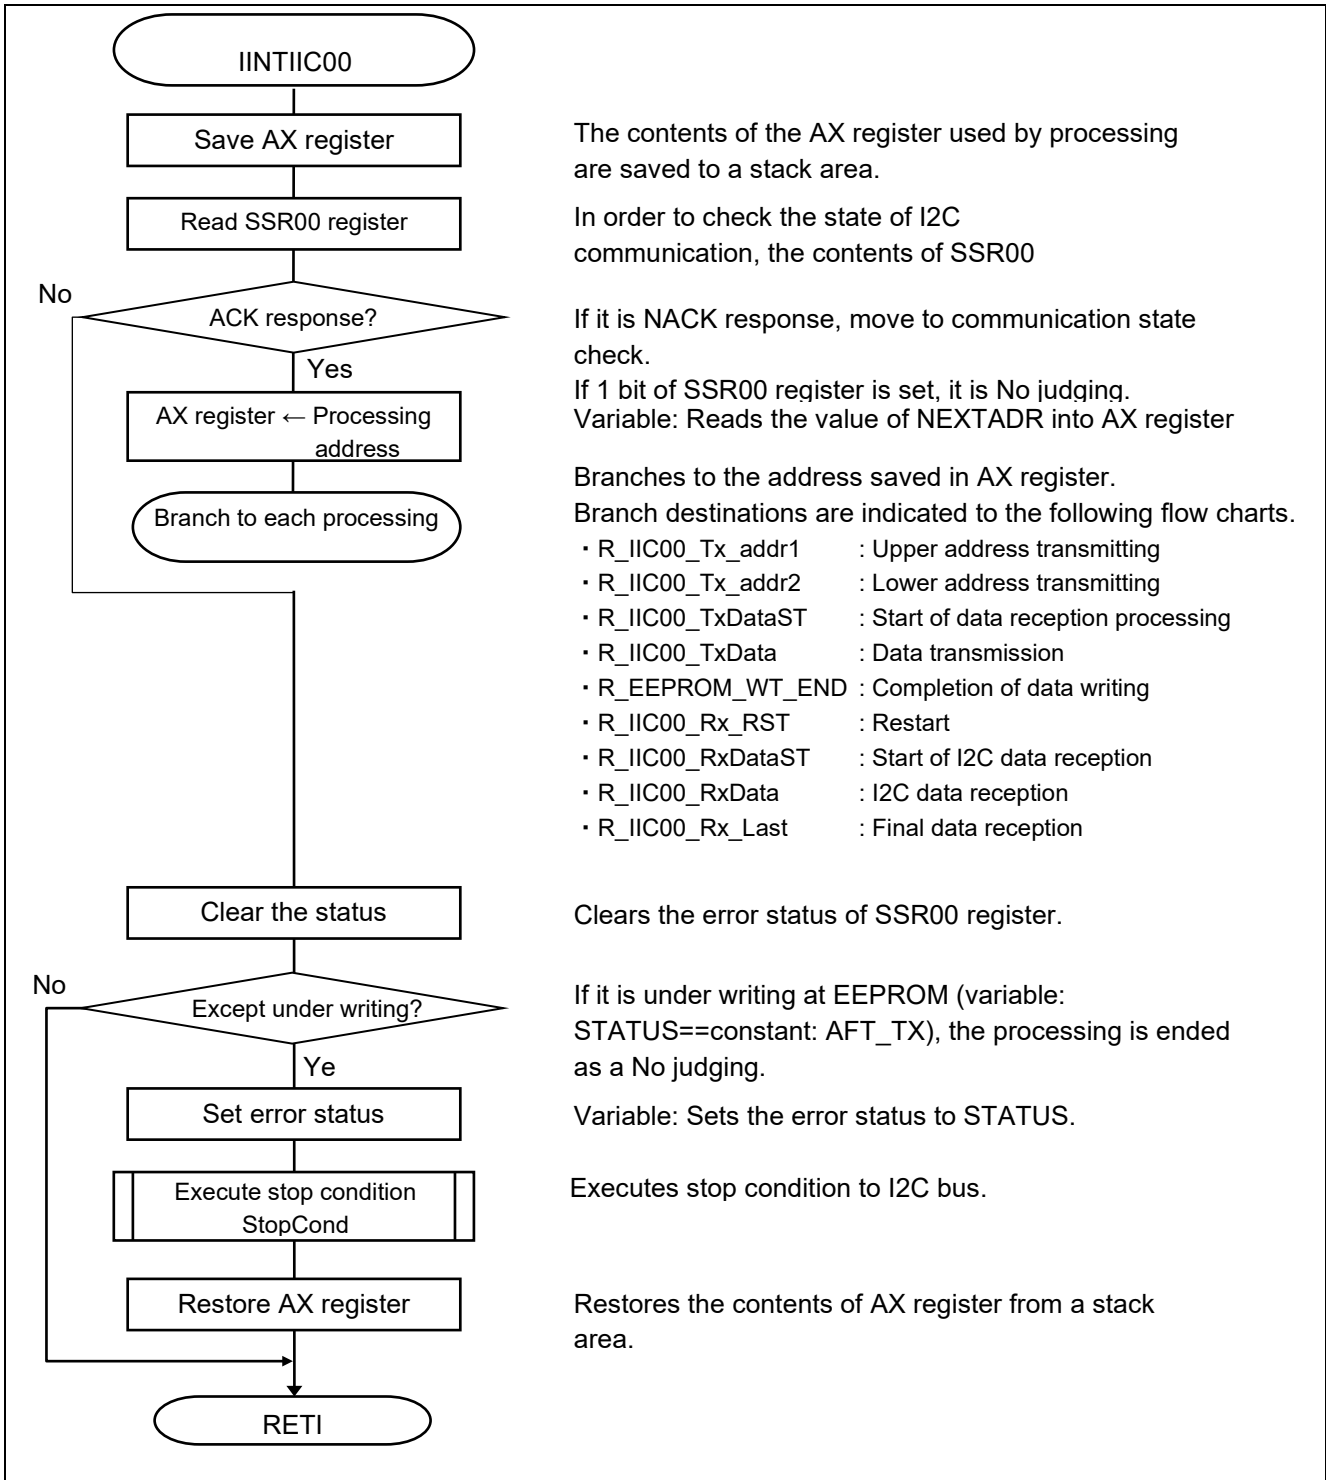 IINTIIC00
Save AX register
The contents of the AX register used by processing
are saved to a stack area.
Read SSR00 register
In order to check the state of I2C
communication, the contents of SSR00
No
ACK response?
If it is NACK response, move to communication state
check.
If 1 bit of SSR00 register is set, it is No judging.
Yes
AX register ← Processing
address
Variable: Reads the value of NEXTADR into AX register
Branch to each processing
Branches to the address saved in AX register.
Branch destinations are indicated to the following flow charts.
・R_IIC00_Tx_addr1 : Upper address transmitting
・R_IIC00_Tx_addr2 : Lower address transmitting
・R_IIC00_TxDataST : Start of data reception processing
・R_IIC00_TxData : Data transmission
・R_EEPROM_WT_END : Completion of data writing
・R_IIC00_Rx_RST : Restart
・R_IIC00_RxDataST : Start of I2C data reception
・R_IIC00_RxData : I2C data reception
・R_IIC00_Rx_Last : Final data reception
Clear the status
Clears the error status of SSR00 register.
No
Except under writing?
If it is under writing at EEPROM (variable:
STATUS==constant: AFT_TX), the processing is ended
as a No judging.
Ye
Set error status
Variable: Sets the error status to STATUS.
Execute stop condition
StopCond
Executes stop condition to I2C bus.
Restore AX register
Restores the contents of AX register from a stack
area.
RETI